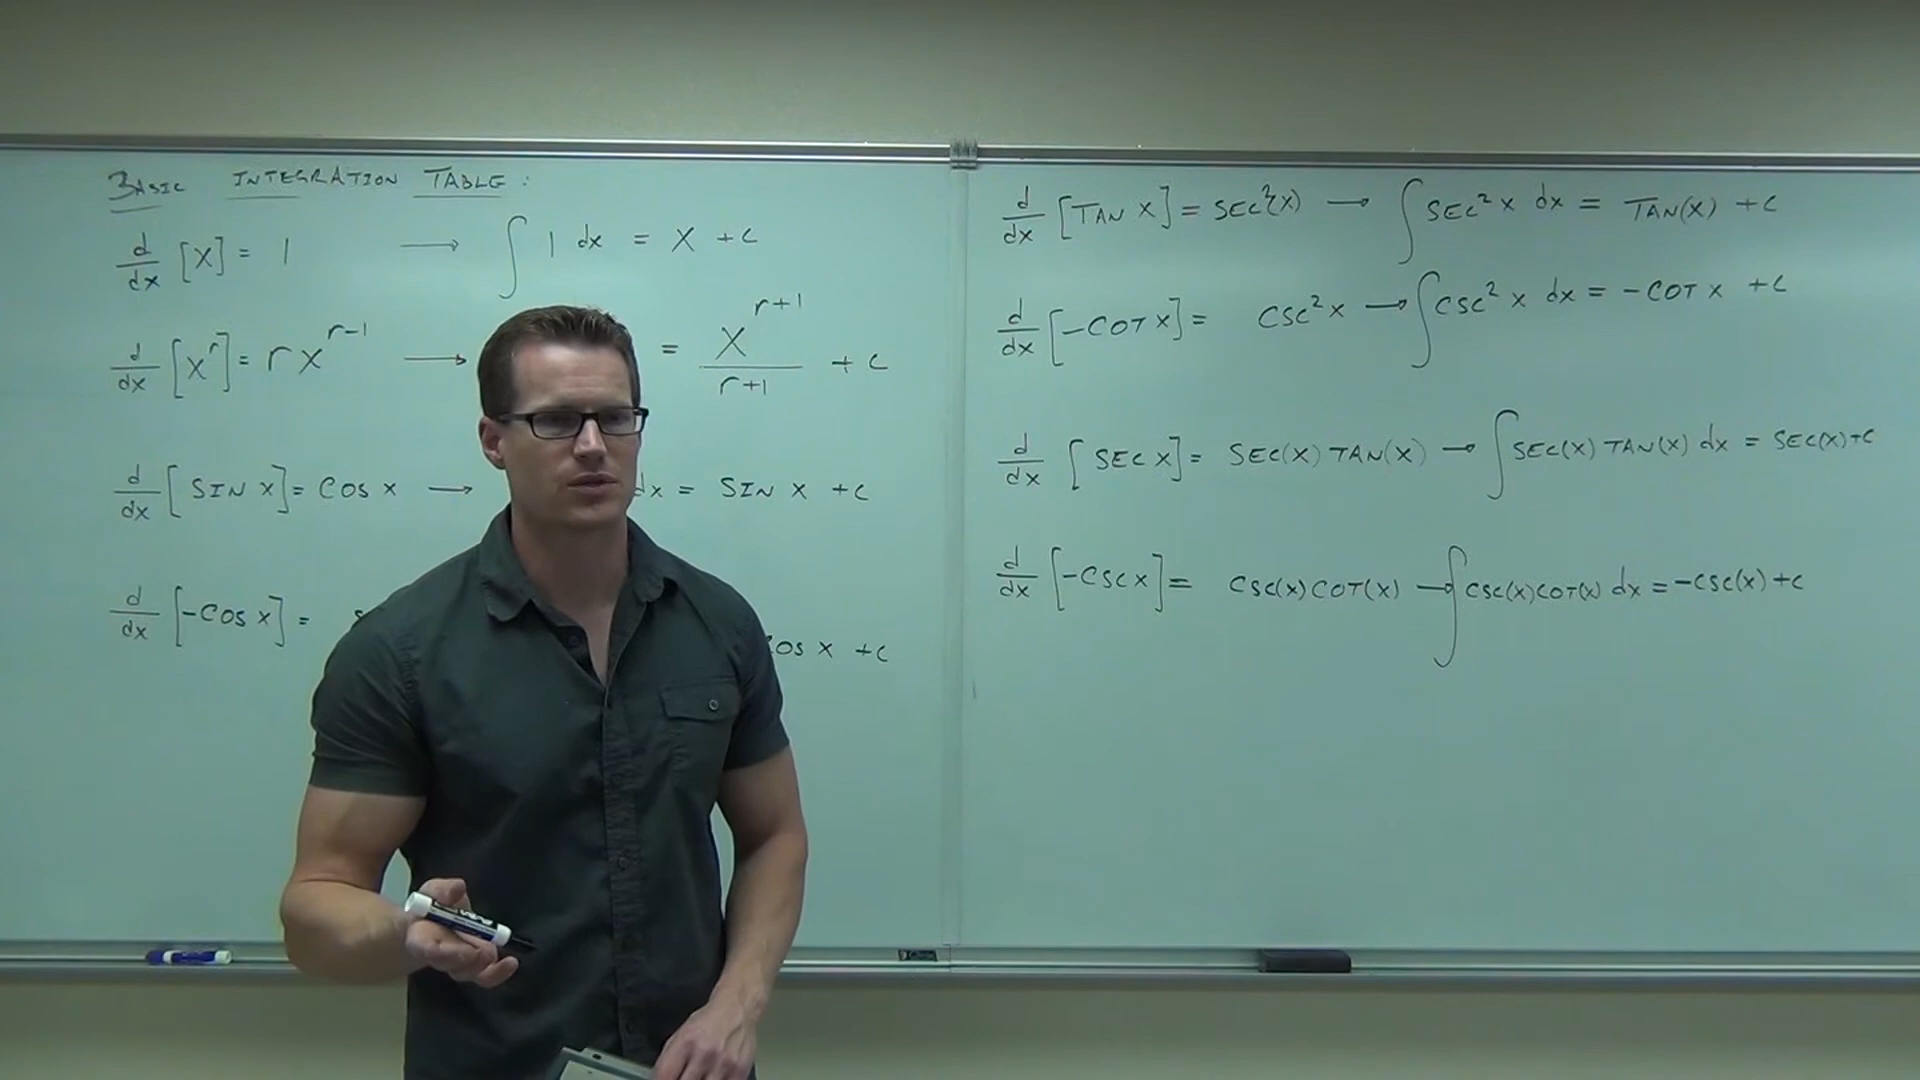 BASIC INTEGRATION TABLE:
d/dx [X] = 1 → ∫ 1 dx = X + C
d/dx [X^r] = r X^(r-1) → = X^(r+1)/(r+1) + C
d/dx [SIN X] = COS X → dx = SIN X + C
d/dx [-COS X] =
COS X + C
d/dx [TAN X] = SEC²(X) → ∫ SEC² X dx = TAN(X) + C
d/dx [-COT X] = CSC² X → ∫ CSC² X dx = -COT X + C
d/dx [SEC X] = SEC(X) TAN(X) → ∫ SEC(X) TAN(X) dx = SEC(X) + C
d/dx [-CSC X] = CSC(X) COT(X) → ∫ CSC(X) COT(X) dx = -CSC(X) + C